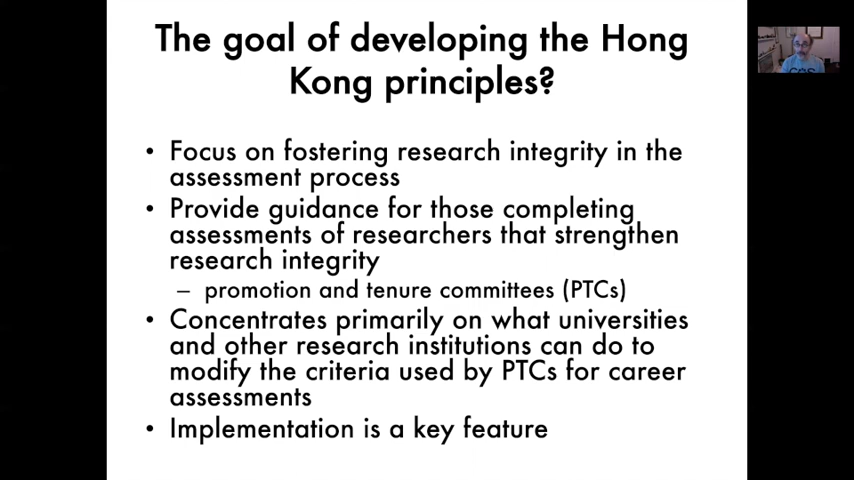 The goal of developing the Hong
Kong principles?
• Focus on fostering research integrity in the
assessment process
• Provide guidance for those completing
assessments of researchers that strengthen
research integrity
– promotion and tenure committees (PTCs)
• Concentrates primarily on what universities
and other research institutions can do to
modify the criteria used by PTCs for career
assessments
• Implementation is a key feature